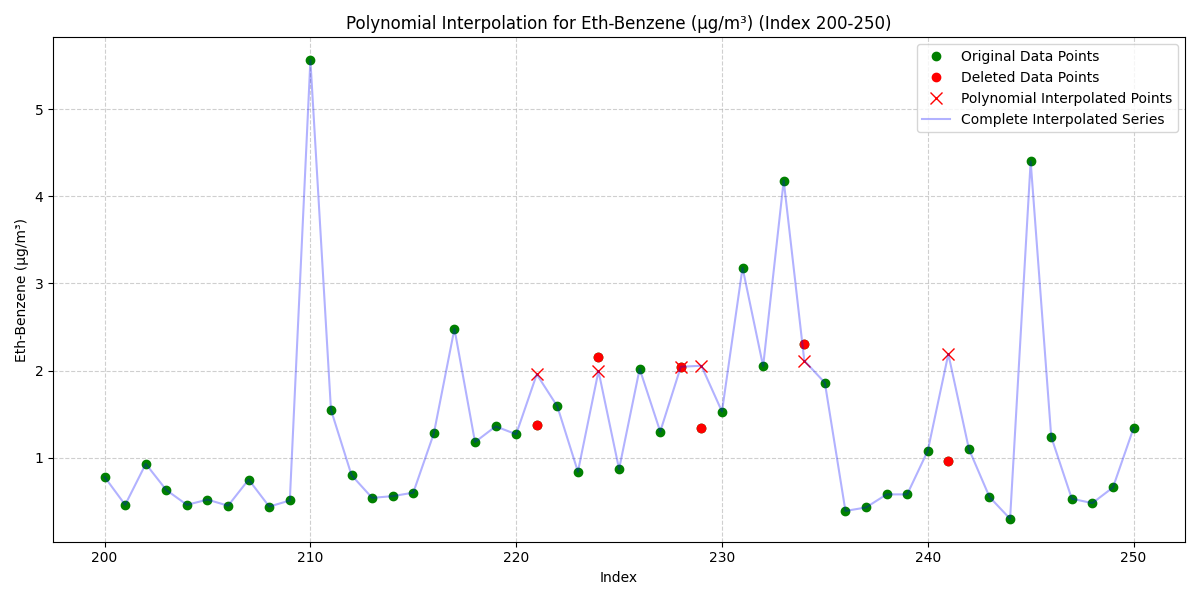 Polynomial Interpolation for Eth-Benzene (µg/m³) (Index 200-250)
Original Data Points
Deleted Data Points
Polynomial Interpolated Points
Complete Interpolated Series
Eth-Benzene (µg/m³)
5
4
3
2
1
200 210 220 230 240 250
Index